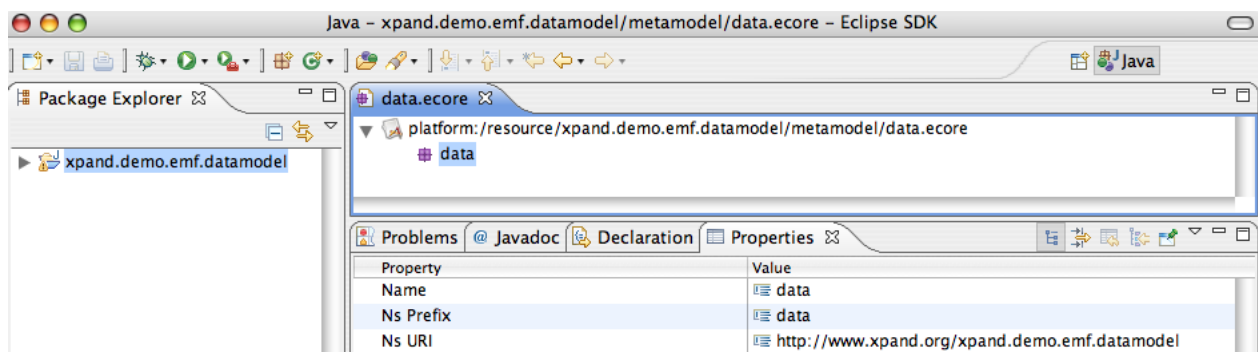 Java – xpand.demo.emf.datamodel/metamodel/data.ecore – Eclipse SDK
Java
Package Explorer
data.ecore
platform:/resource/xpand.demo.emf.datamodel/metamodel/data.ecore
data
xpand.demo.emf.datamodel
Problems @ Javadoc Declaration Properties
Property Value
Name data
Ns Prefix data
Ns URI http://www.xpand.org/xpand.demo.emf.datamodel